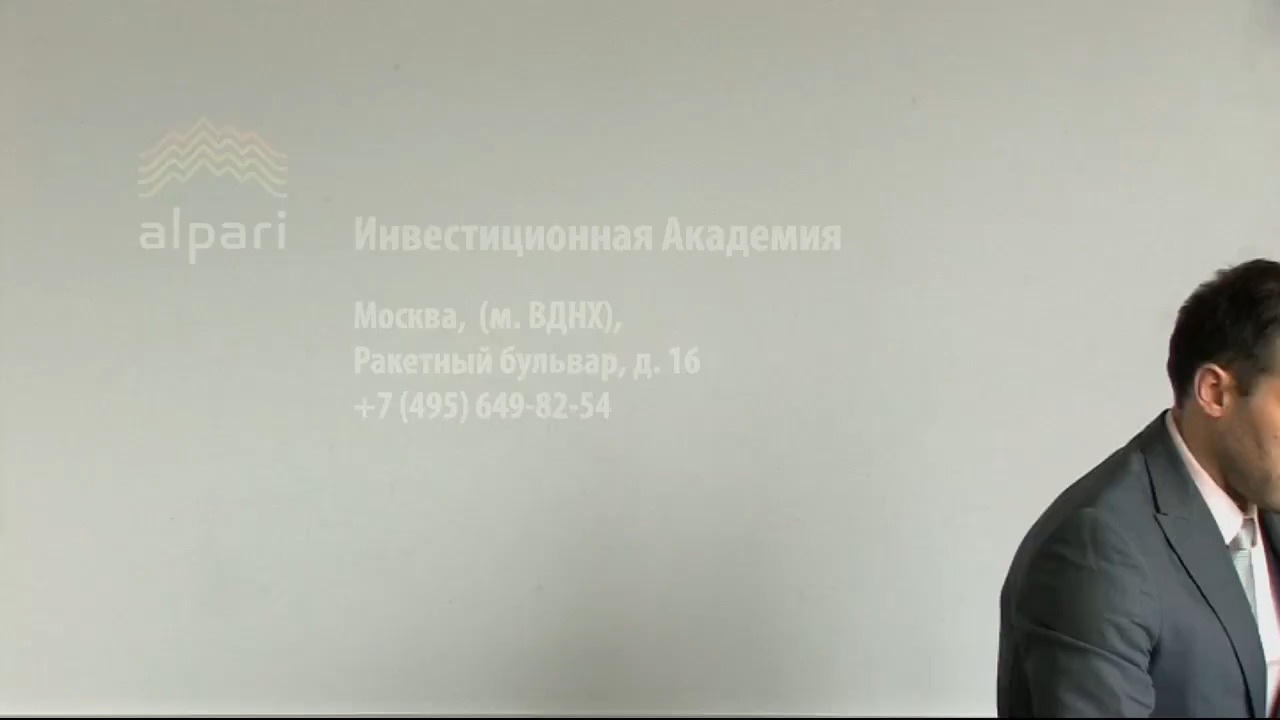 alpari
Инвестиционная Академия
Москва, (м. ВДНХ),
Ракетный бульвар, д. 16
+7 (495) 649-82-54